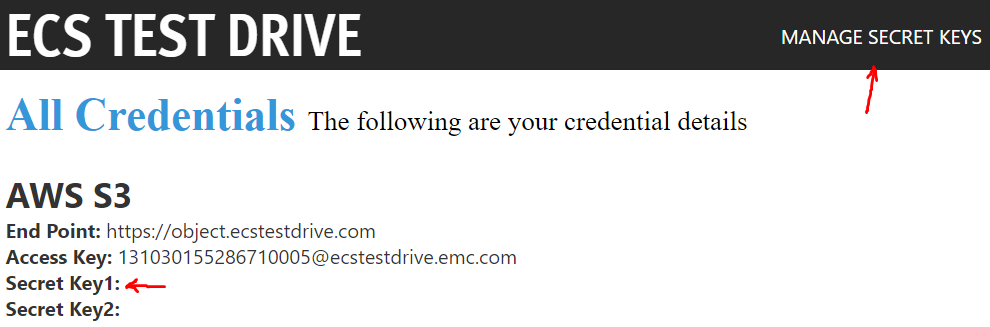 ECS TEST DRIVE MANAGE SECRET KEYS
All Credentials The following are your credential details
AWS S3
End Point: https://object.ecstestdrive.com
Access Key: 131030155286710005@ecstestdrive.emc.com
Secret Key1:
Secret Key2: